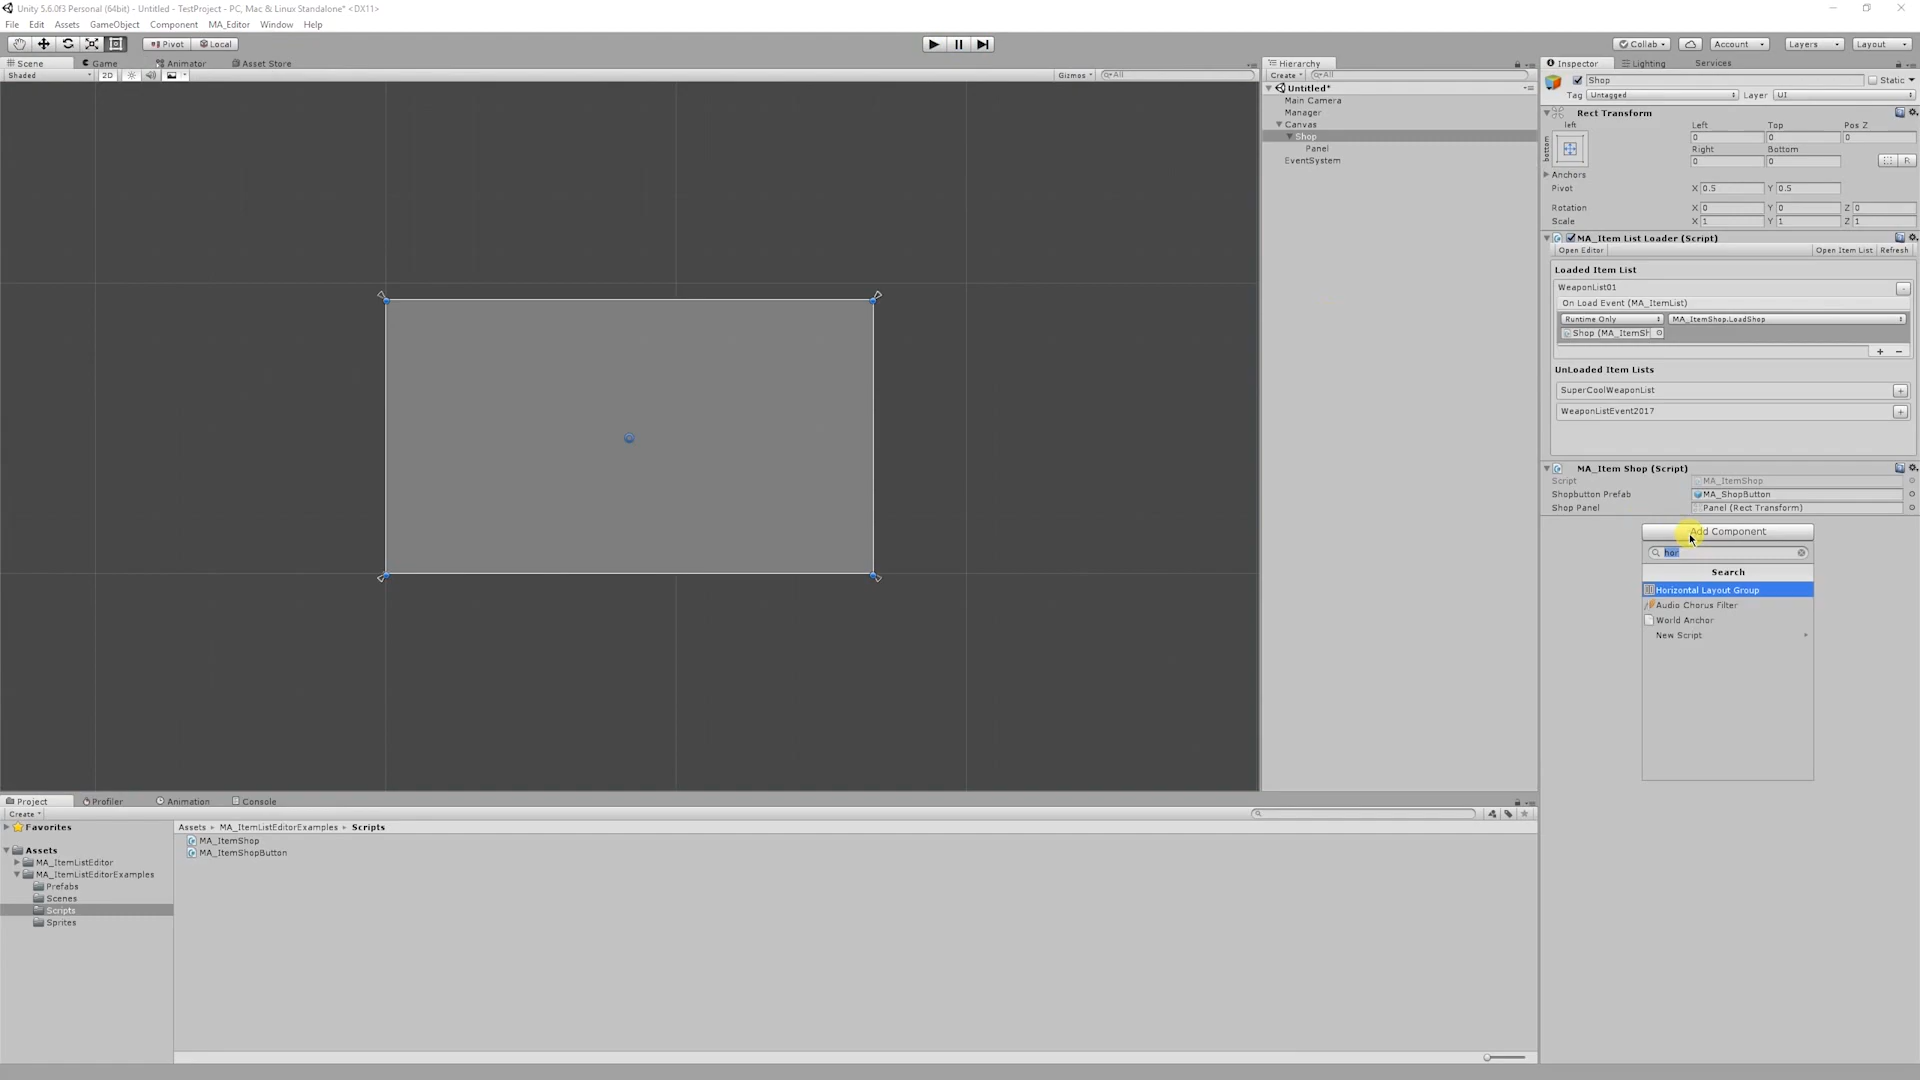 Unity 5.6.0f3 Personal (64bit) - Untitled - TestProject - PC, Mac & Linux Standalone* <DX11>
File Edit Assets GameObject Component MA_Editor Window Help
Pivot Local Collab Account Layers Layout
Scene Game Animator Asset Store
Shaded 2D Gizmos All
Hierarchy
Create All
Untitled*
Main Camera
Manager
Canvas
Shop
Panel
EventSystem
Inspector Lighting Services
Shop Static
Tag Untagged Layer UI
Rect Transform
left Left Top Pos Z
bottom 0 0 0
Right Bottom
0 0 R
Anchors
Pivot X 0.5 Y 0.5
Rotation X 0 Y 0 Z 0
Scale X 1 Y 1 Z 1
MA_Item List Loader (Script)
Open Editor Open Item List Refresh
Loaded Item List
WeaponList01 -
On Load Event (MA_ItemList)
Runtime Only MA_ItemShop.LoadShop
Shop (MA_ItemSh
+ −
UnLoaded Item Lists
SuperCoolWeaponList +
WeaponListEvent2017 +
MA_Item Shop (Script)
Script MA_ItemShop
Shopbutton Prefab MA_ShopButton
Shop Panel Panel (Rect Transform)
Add Component
hor
Search
Horizontal Layout Group
Audio Chorus Filter
World Anchor
New Script
Project Profiler Animation Console
Create
Favorites
Assets
MA_ItemListEditor
MA_ItemListEditorExamples
Prefabs
Scenes
Scripts
Sprites
Assets MA_ItemListEditorExamples Scripts
MA_ItemShop
MA_ItemShopButton